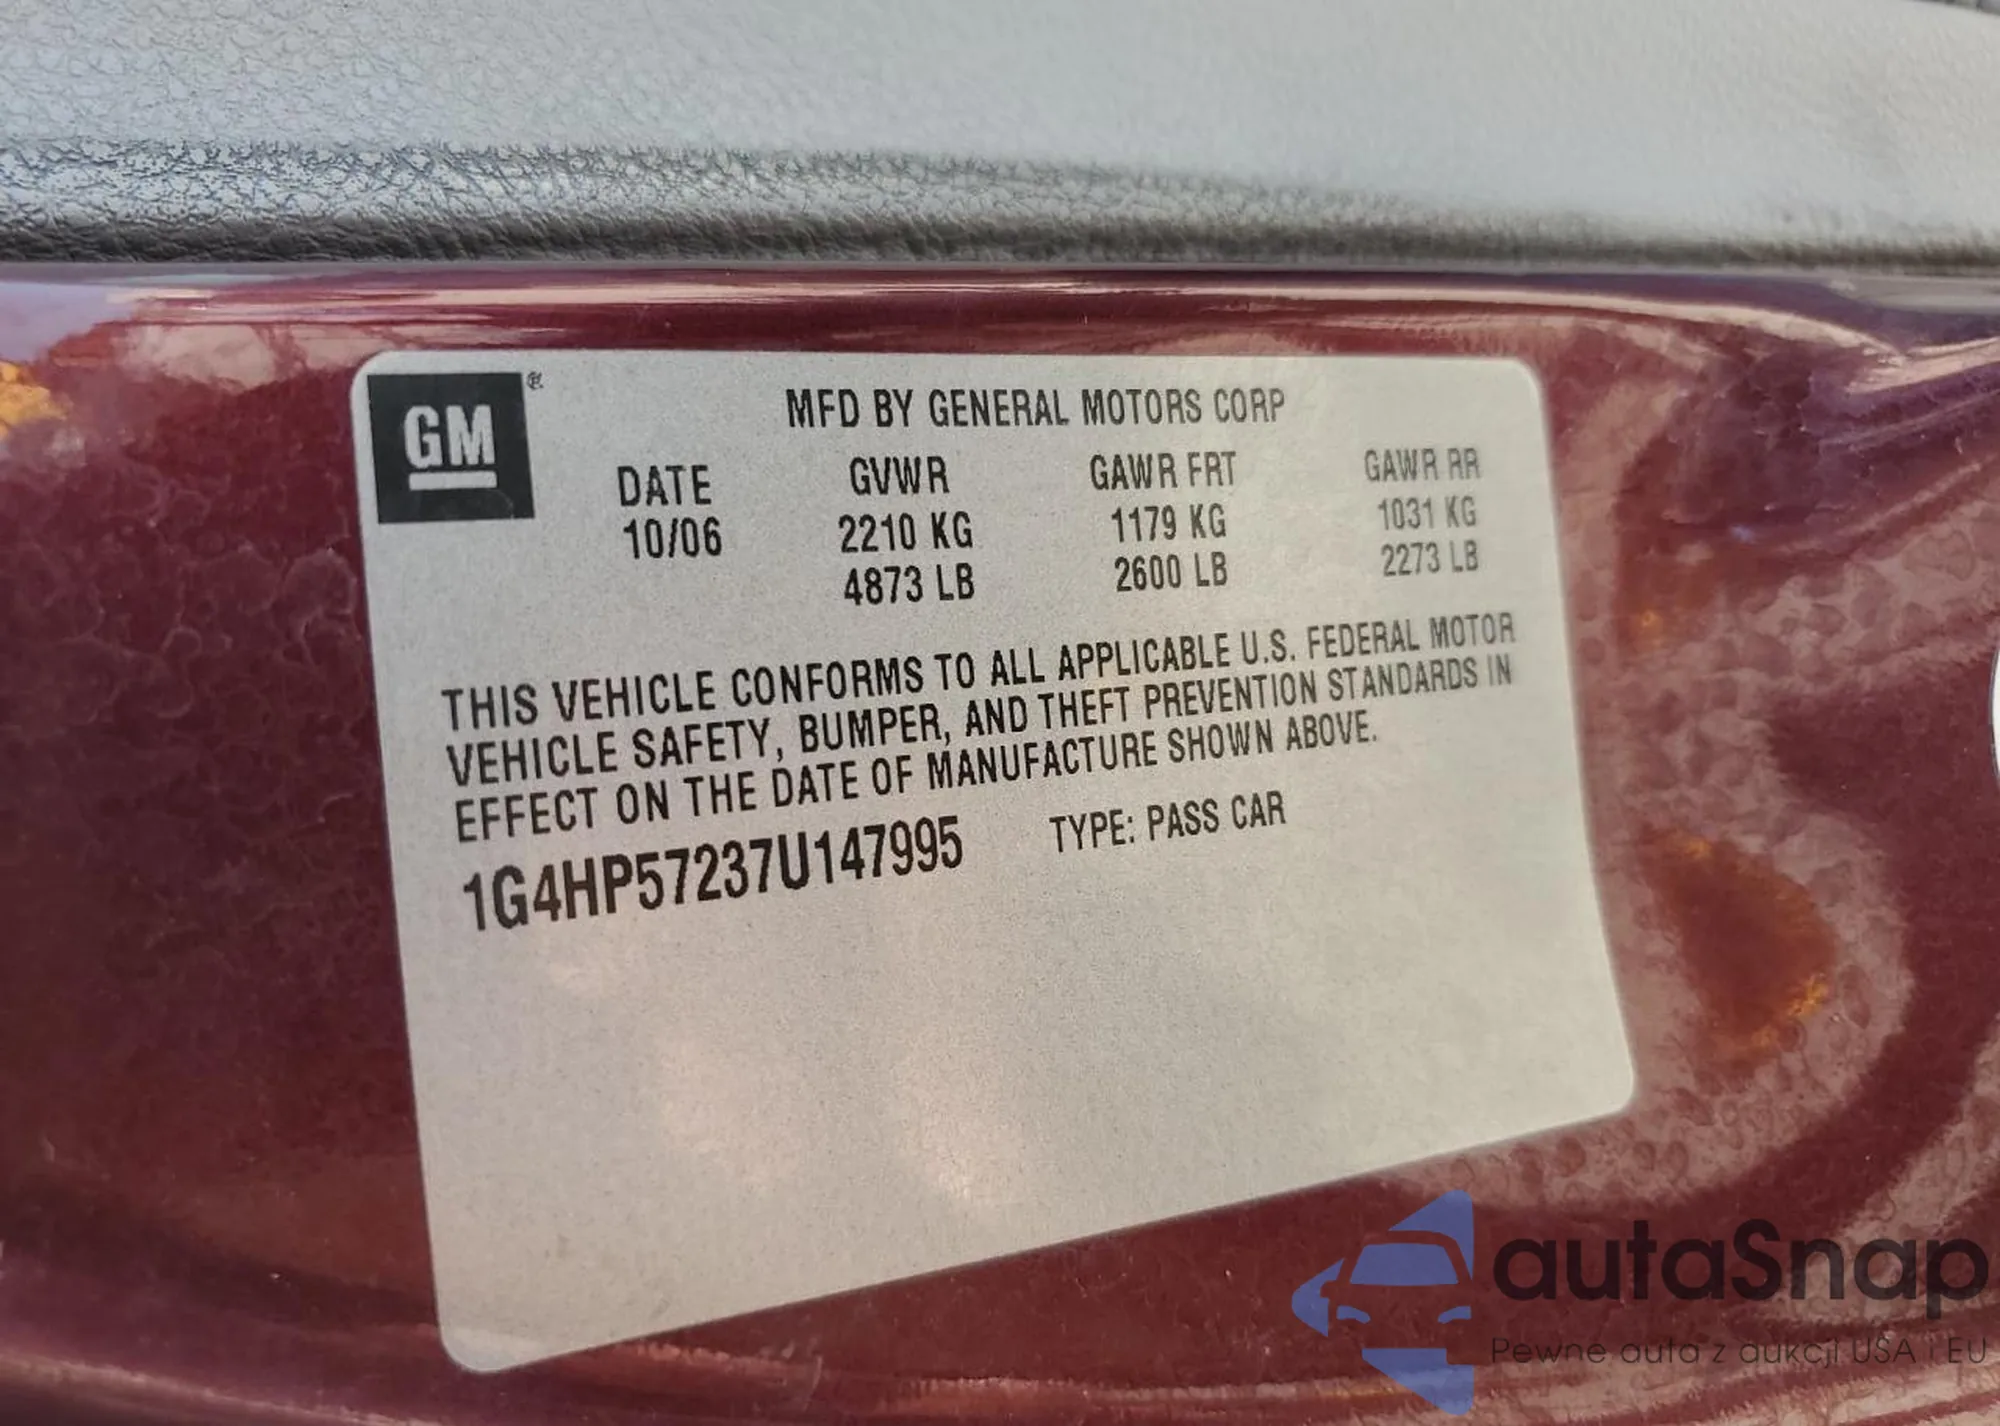 GM®
MFD BY GENERAL MOTORS CORP
DATE GVWR GAWR FRT GAWR RR
10/06 2210 KG 1179 KG 1031 KG
4873 LB 2600 LB 2273 LB
THIS VEHICLE CONFORMS TO ALL APPLICABLE U.S. FEDERAL MOTOR
VEHICLE SAFETY, BUMPER, AND THEFT PREVENTION STANDARDS IN
EFFECT ON THE DATE OF MANUFACTURE SHOWN ABOVE.
1G4HP57237U147995 TYPE: PASS CAR
autaSnap
Pewne auta z aukcji USA i EU